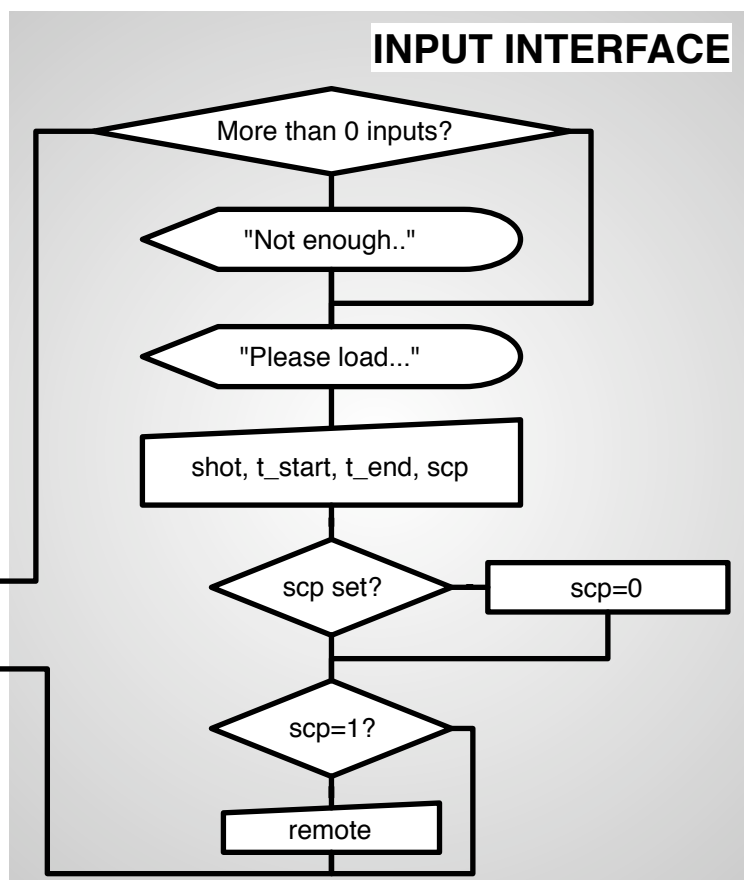 INPUT INTERFACE
More than 0 inputs?
"Not enough.."
"Please load..."
shot, t_start, t_end, scp
scp set?
scp=0
scp=1?
remote